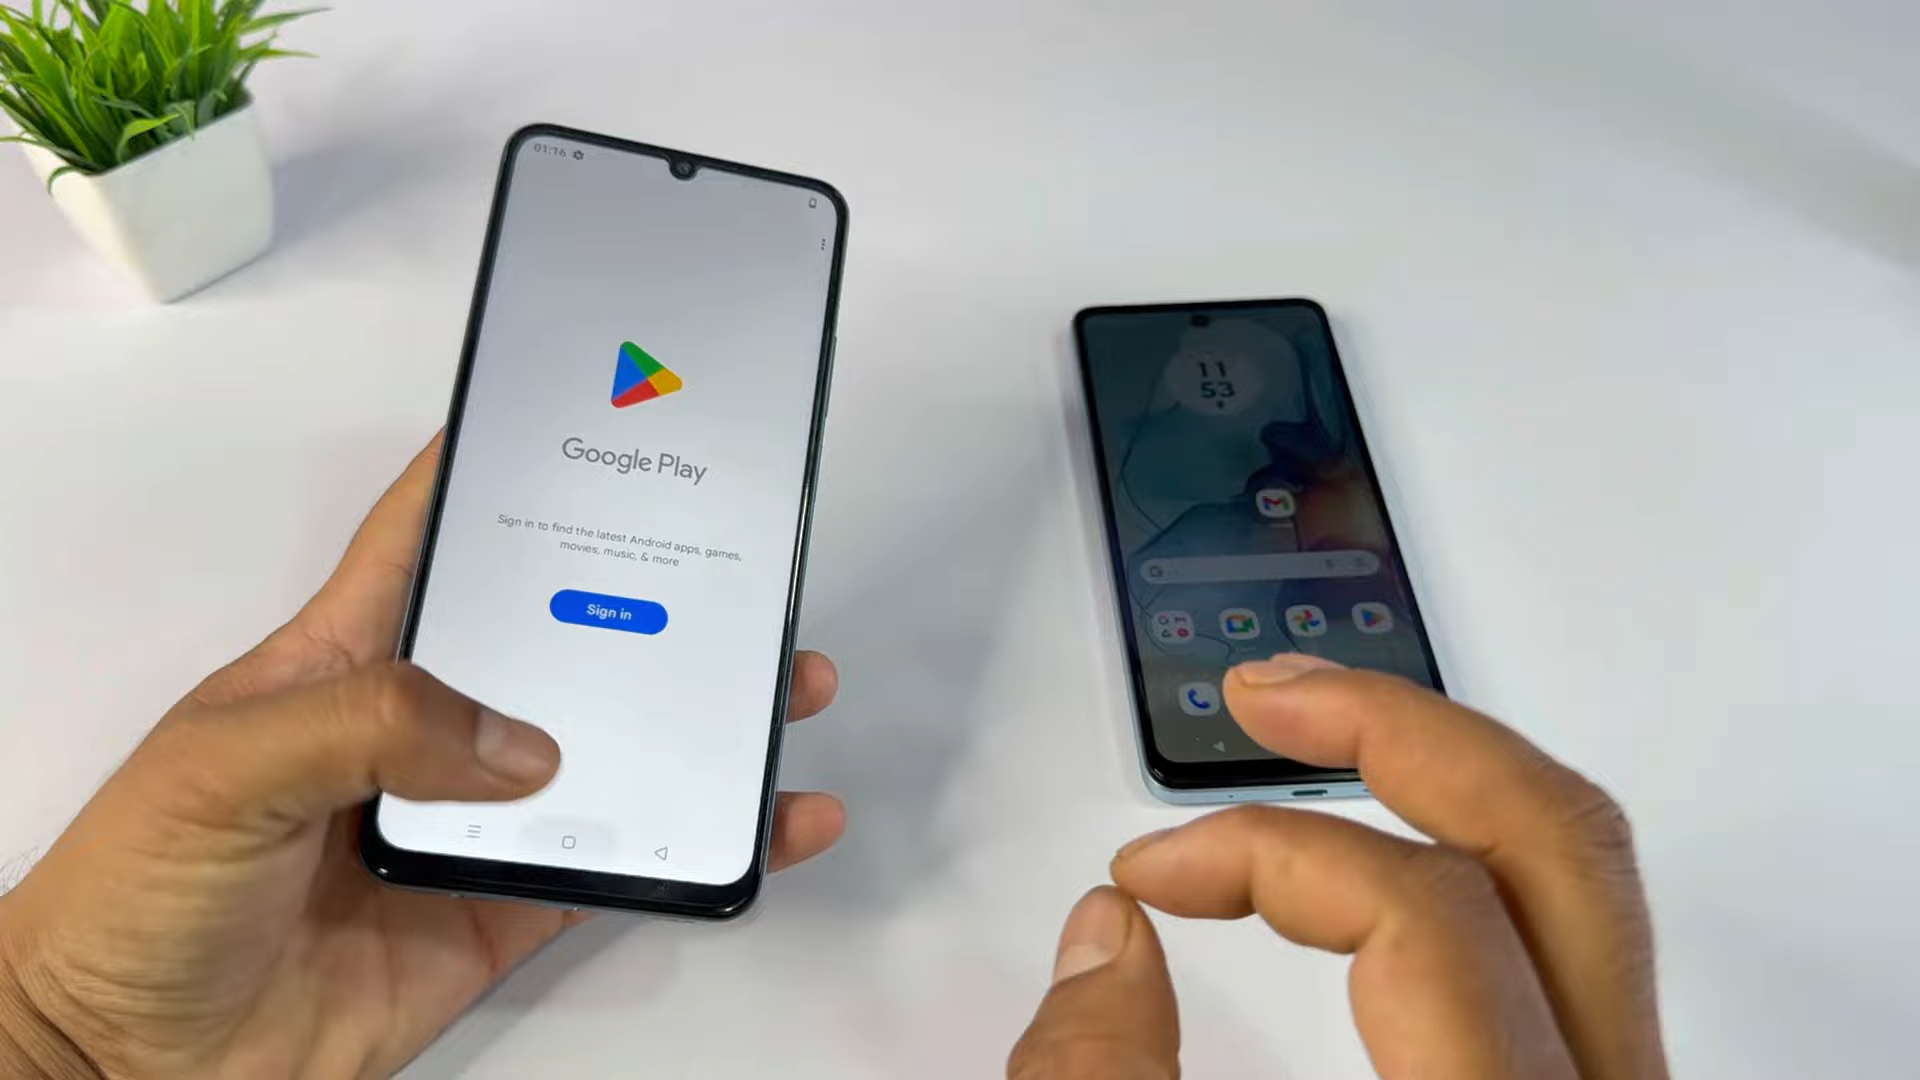 01:16
Google Play
Sign in to find the latest Android apps, games,
movies, music, & more
Sign in
11
53